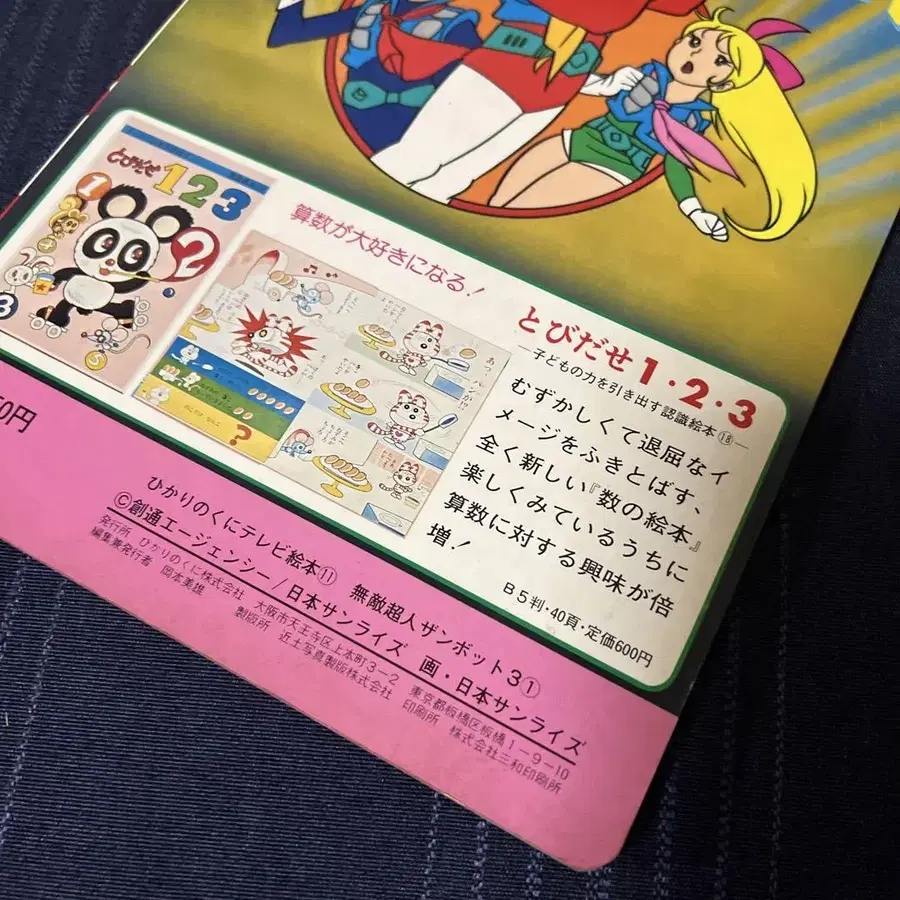 とびだせ
1 2 3
1
2
3
5
算数が大好きになる!
あっ、パンが!!
?
とびだせ1・2・3
—子どもの力を引き出す認識絵本⑱—
むずかしくて退屈なイ
メージをふきとばす、
全く新しい『数の絵本』
楽しくみているうちに
算数に対する興味が倍
増!
B5判・40頁・定価600円
0円
ひかりのくにテレビ絵本⑪ 無敵超人ザンボット3①
©創通エージェンシー/日本サンライズ 画・日本サンライズ
発行所 ひかりのくに株式会社 大阪市天王寺区上本町3-2 東京都板橋区板橋1-9-10
編集兼発行者 岡本美雄 製版所 近土写真製版株式会社 印刷所 株式会社三和印刷所